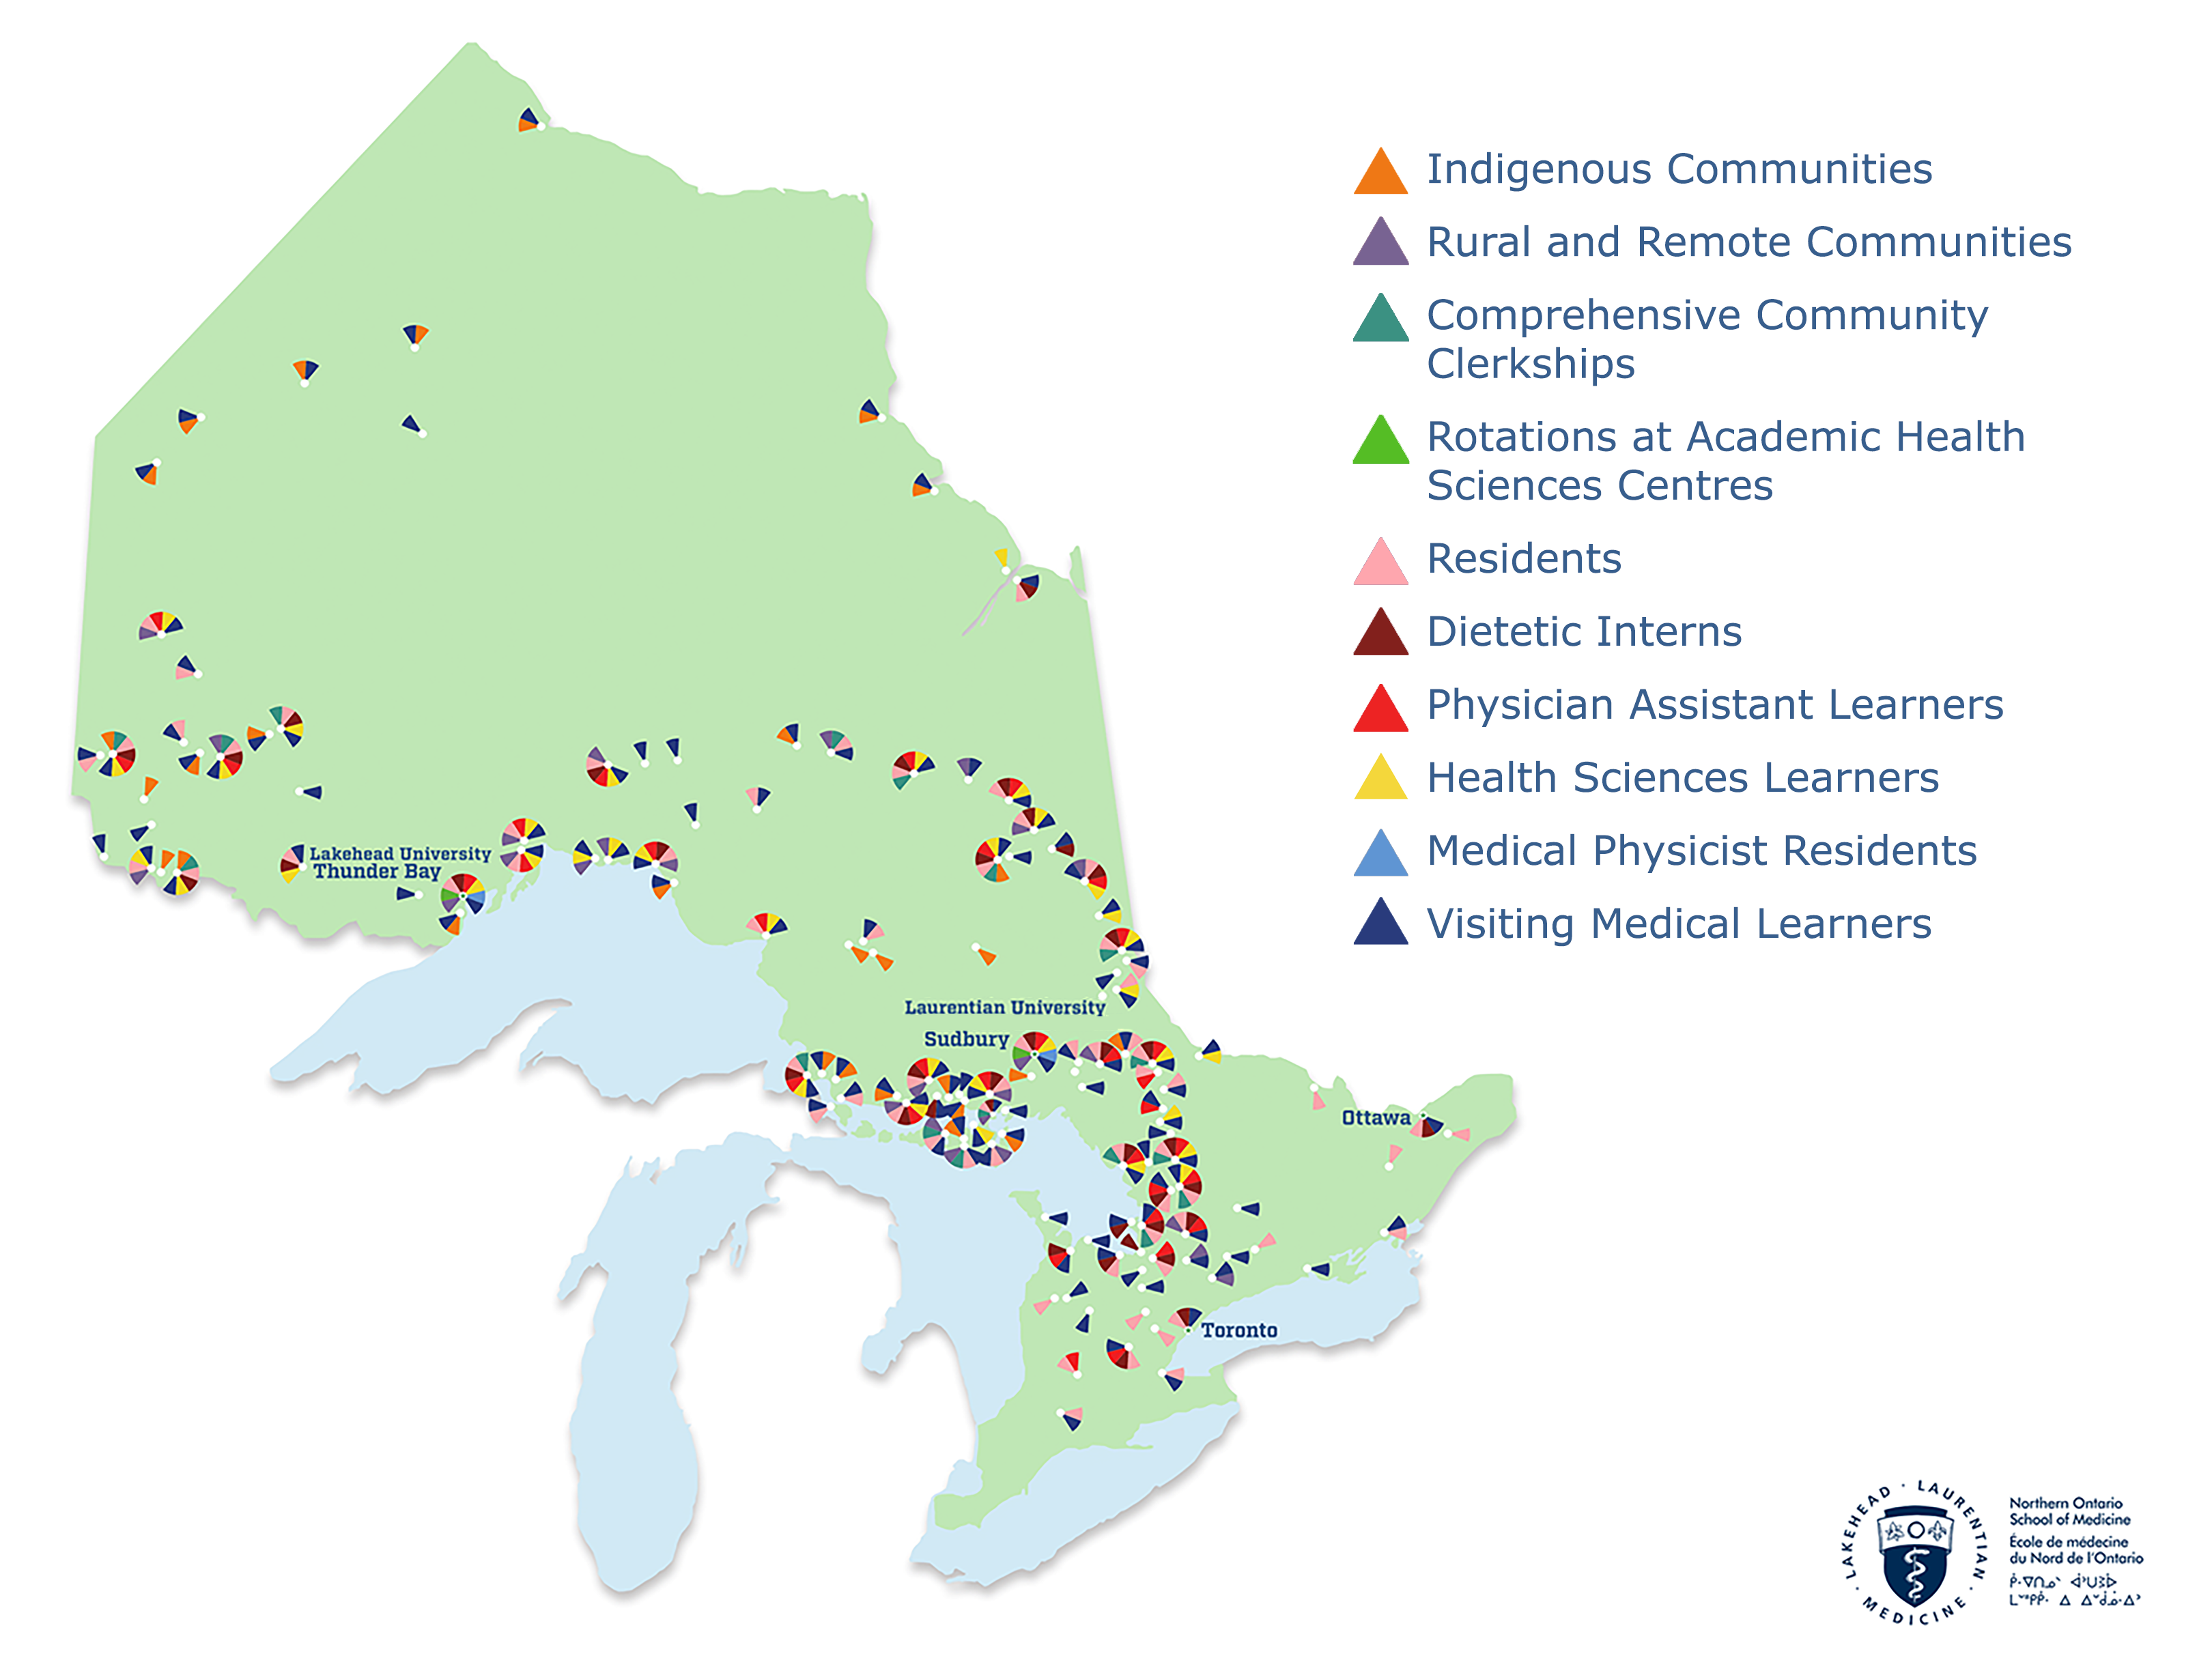 Indigenous Communities
Rural and Remote Communities
Comprehensive Community
Clerkships
Rotations at Academic Health
Sciences Centres
Residents
Dietetic Interns
Physician Assistant Learners
Health Sciences Learners
Medical Physicist Residents
Visiting Medical Learners
Lakehead University
Thunder Bay
Laurentian University
Sudbury
Ottawa
Toronto
LAKEHEAD · LAURENTIAN · MEDICINE ·
Northern Ontario
School of Medicine
École de médecine
du Nord de l'Ontario